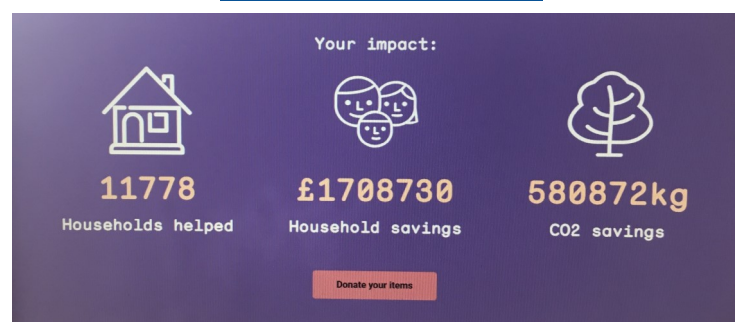 Your impact:
11778
Households helped
£1708730
Household savings
580872kg
CO2 savings
Donate your items